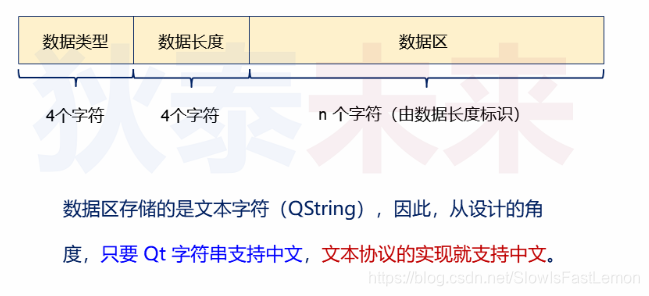 数据类型 数据长度 数据区
4个字符 4个字符 n 个字符（由数据长度标识）
狄泰未来
数据区存储的是文本字符（QString），因此，从设计的角
度，只要 Qt 字符串支持中文，文本协议的实现就支持中文。
https://blog.csdn.net/SlowIsFastLemon